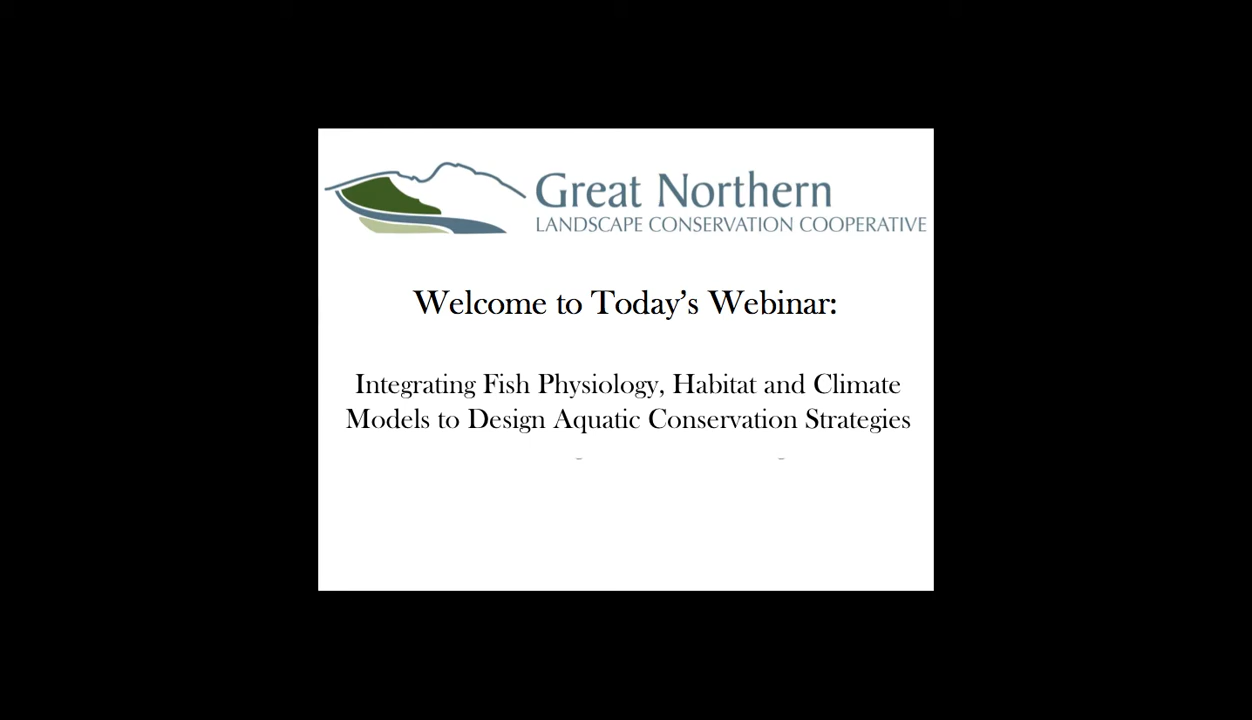 Great Northern
LANDSCAPE CONSERVATION COOPERATIVE
Welcome to Today's Webinar:
Integrating Fish Physiology, Habitat and Climate
Models to Design Aquatic Conservation Strategies